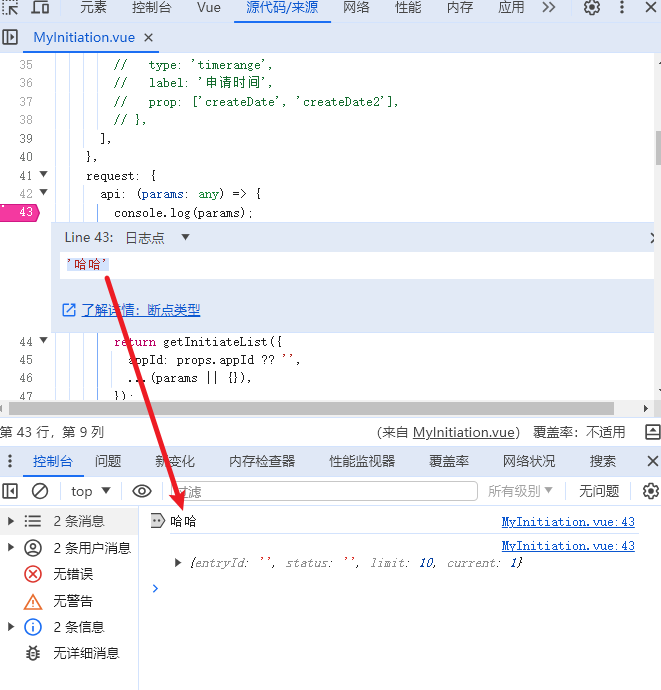 元素 控制台 Vue 源代码/来源 网络 性能 内存 应用
MyInitiation.vue
35 // type: 'timerange',
36 // label: '申请时间',
37 // prop: ['createDate', 'createDate2'],
38 // },
39 ],
40 },
41 request: {
42 api: (params: any) => {
43 console.log(params);
Line 43: 日志点
'哈哈'
了解详情：断点类型
44 return getInitiateList({
45 appId: props.appId ?? '',
46 ...(params || {}),
47 });
第 43 行，第 9 列 (来自 MyInitiation.vue) 覆盖率：不适用
控制台 问题 新变化 内存检查器 性能监视器 覆盖率 网络状况 搜索
top 过滤 所有级别 无问题
2 条消息
2 条用户消息
无错误
无警告
2 条信息
无详细消息
哈哈 MyInitiation.vue:43
MyInitiation.vue:43
{entryId: '', status: '', limit: 10, current: 1}